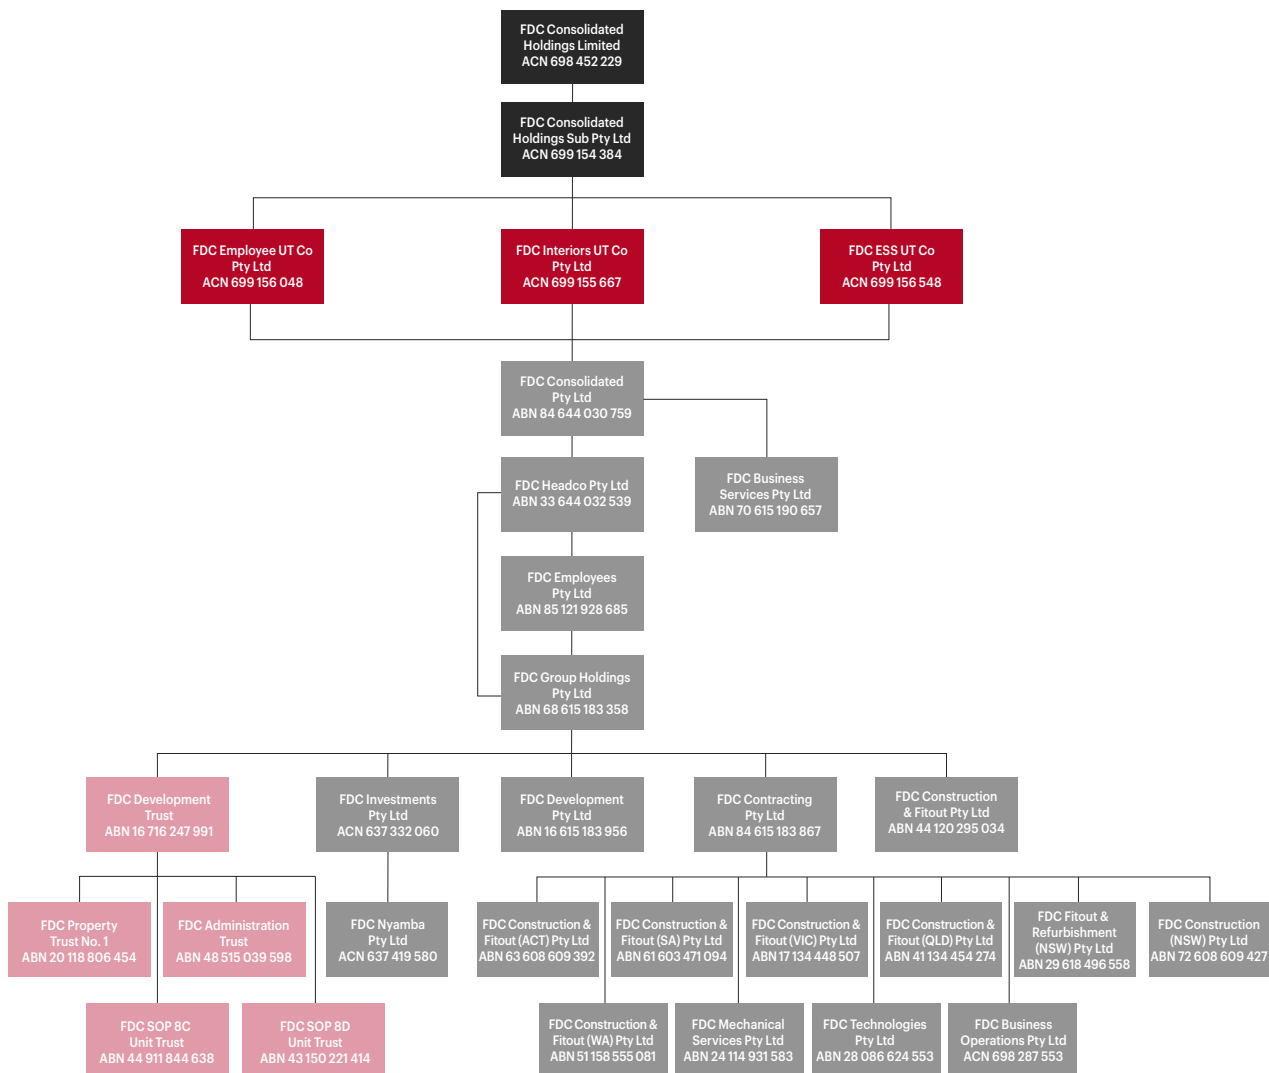 FDC Consolidated
Holdings Limited
ACN 698 452 229
FDC Consolidated
Holdings Sub Pty Ltd
ACN 699 154 384
FDC Employee UT Co
Pty Ltd
ACN 699 156 048
FDC Interiors UT Co
Pty Ltd
ACN 699 155 667
FDC ESS UT Co
Pty Ltd
ACN 699 156 548
FDC Consolidated
Pty Ltd
ABN 84 644 030 759
FDC Headco Pty Ltd
ABN 33 644 032 539
FDC Business
Services Pty Ltd
ABN 70 615 190 657
FDC Employees
Pty Ltd
ABN 85 121 928 685
FDC Group Holdings
Pty Ltd
ABN 68 615 183 358
FDC Development
Trust
ABN 16 716 247 991
FDC Investments
Pty Ltd
ACN 637 332 060
FDC Development
Pty Ltd
ABN 16 615 183 956
FDC Contracting
Pty Ltd
ABN 84 615 183 867
FDC Construction
& Fitout Pty Ltd
ABN 44 120 295 034
FDC Property
Trust No. 1
ABN 20 118 806 454
FDC Administration
Trust
ABN 48 515 039 598
FDC Nyamba
Pty Ltd
ACN 637 419 580
FDC Construction &
Fitout (ACT) Pty Ltd
ABN 63 608 609 392
FDC Construction &
Fitout (SA) Pty Ltd
ABN 61 603 471 094
FDC Construction &
Fitout (VIC) Pty Ltd
ABN 17 134 448 507
FDC Construction &
Fitout (QLD) Pty Ltd
ABN 41 134 454 274
FDC Fitout &
Refurbishment
(NSW) Pty Ltd
ABN 29 618 496 558
FDC Construction
(NSW) Pty Ltd
ABN 72 608 609 427
FDC SOP 8C
Unit Trust
ABN 44 911 844 638
FDC SOP 8D
Unit Trust
ABN 43 150 221 414
FDC Construction &
Fitout (WA) Pty Ltd
ABN 51 158 555 081
FDC Mechanical
Services Pty Ltd
ABN 24 114 931 583
FDC Technologies
Pty Ltd
ABN 28 086 624 553
FDC Business
Operations Pty Ltd
ACN 698 287 553